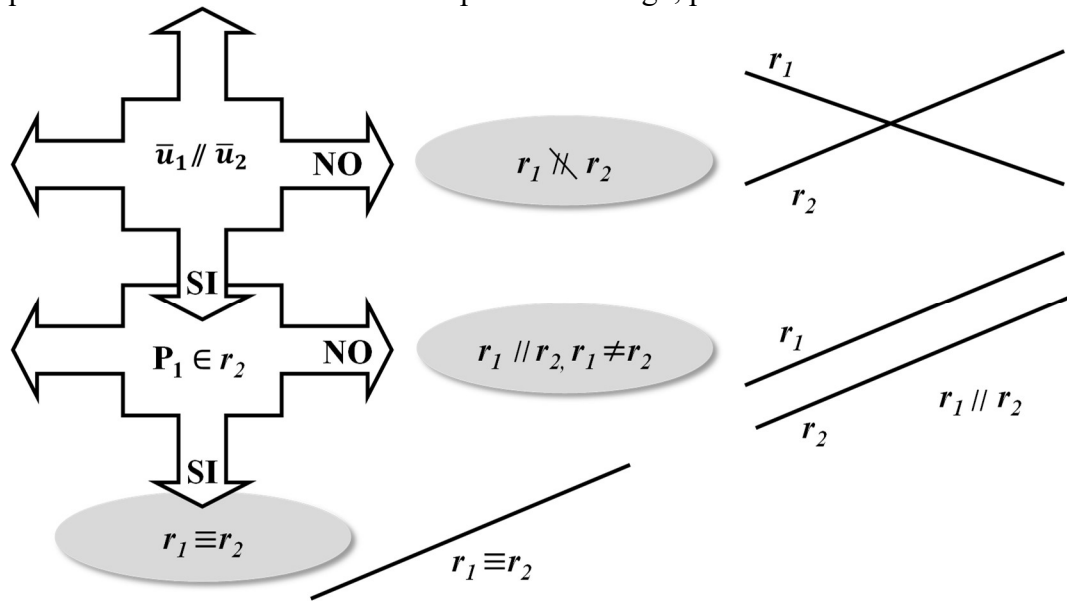 r₁
ū₁ // ū₂
NO
r₁ ∦ r₂
r₂
SI
P₁ ∈ r₂
NO
r₁ // r₂, r₁ ≠ r₂
r₁
r₁ // r₂
r₂
SI
r₁ ≡ r₂
r₁ ≡ r₂